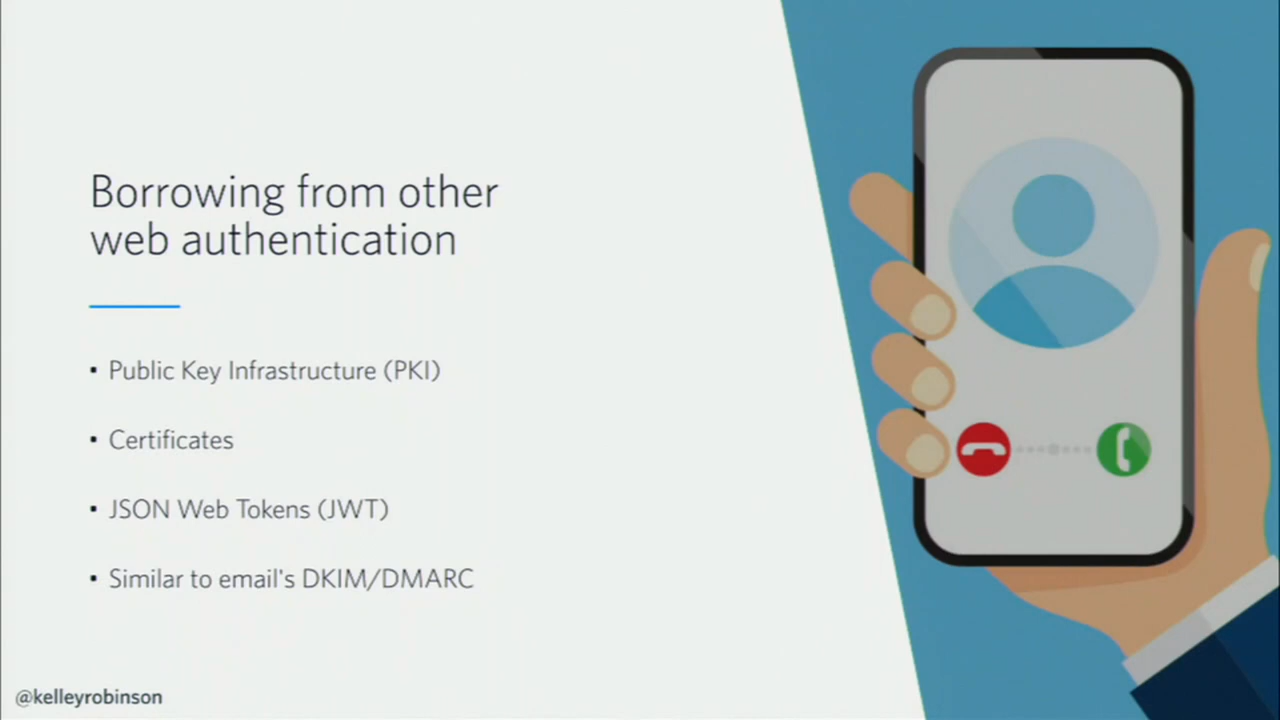 Borrowing from other
web authentication
• Public Key Infrastructure (PKI)
• Certificates
• JSON Web Tokens (JWT)
• Similar to email's DKIM/DMARC
@kelleyrobinson